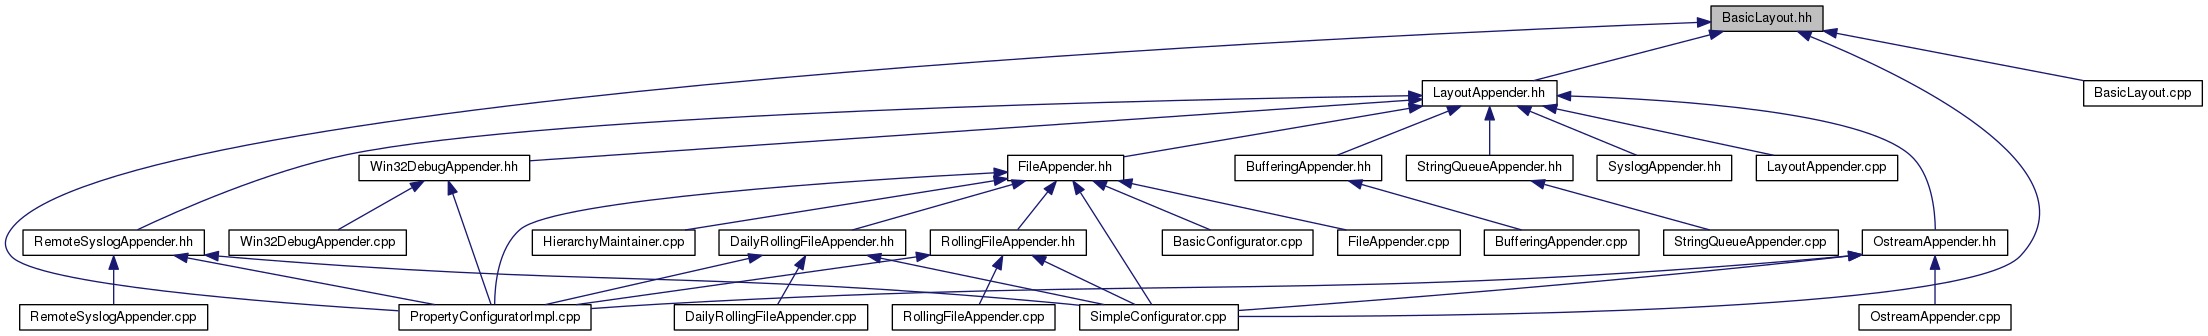 BasicLayout.hh
LayoutAppender.hh
BasicLayout.cpp
Win32DebugAppender.hh
FileAppender.hh
BufferingAppender.hh
StringQueueAppender.hh
SyslogAppender.hh
LayoutAppender.cpp
RemoteSyslogAppender.hh
Win32DebugAppender.cpp
HierarchyMaintainer.cpp
DailyRollingFileAppender.hh
RollingFileAppender.hh
BasicConfigurator.cpp
FileAppender.cpp
BufferingAppender.cpp
StringQueueAppender.cpp
OstreamAppender.hh
RemoteSyslogAppender.cpp
PropertyConfiguratorImpl.cpp
DailyRollingFileAppender.cpp
RollingFileAppender.cpp
SimpleConfigurator.cpp
OstreamAppender.cpp